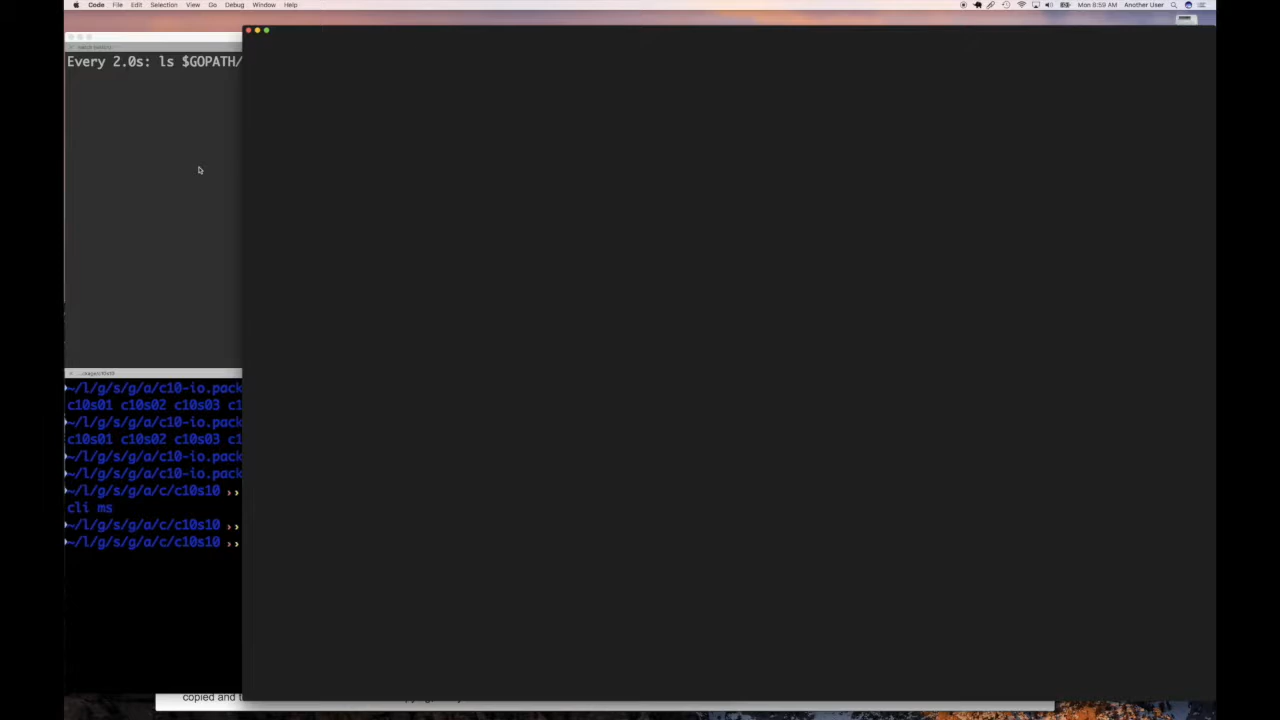 Code File Edit Selection View Go Debug Window Help Mon 8:59 AM Another User
Every 2.0s: ls $GOPATH/
~/l/g/s/g/a/c10-io.pack
c10s01 c10s02 c10s03 c1
~/l/g/s/g/a/c10-io.pack
c10s01 c10s02 c10s03 c1
~/l/g/s/g/a/c10-io.pack
~/l/g/s/g/a/c10-io.pack
~/l/g/s/g/a/c/c10s10 ››
cli ms
~/l/g/s/g/a/c/c10s10 ››
~/l/g/s/g/a/c/c10s10 ››
copied and t